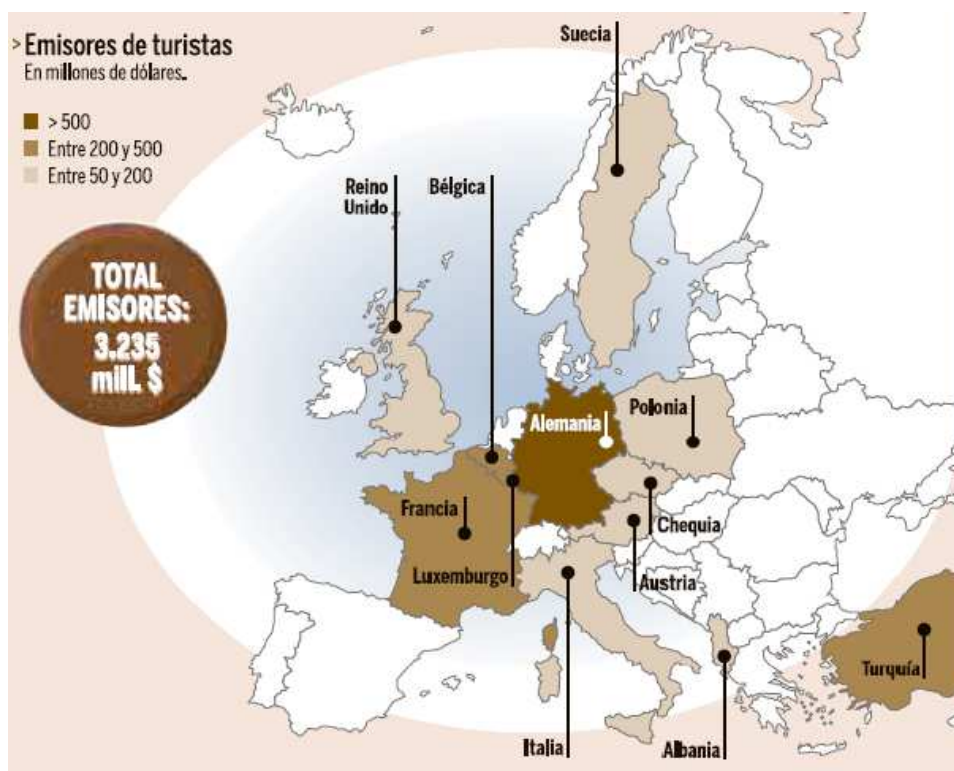 > Emisores de turistas
En millones de dólares.
> 500
Entre 200 y 500
Entre 50 y 200
TOTAL
EMISORES:
3.235
mill. $
Suecia
Reino
Unido
Bélgica
Alemania
Polonia
Francia
Chequia
Luxemburgo
Austria
Turquía
Italia
Albania